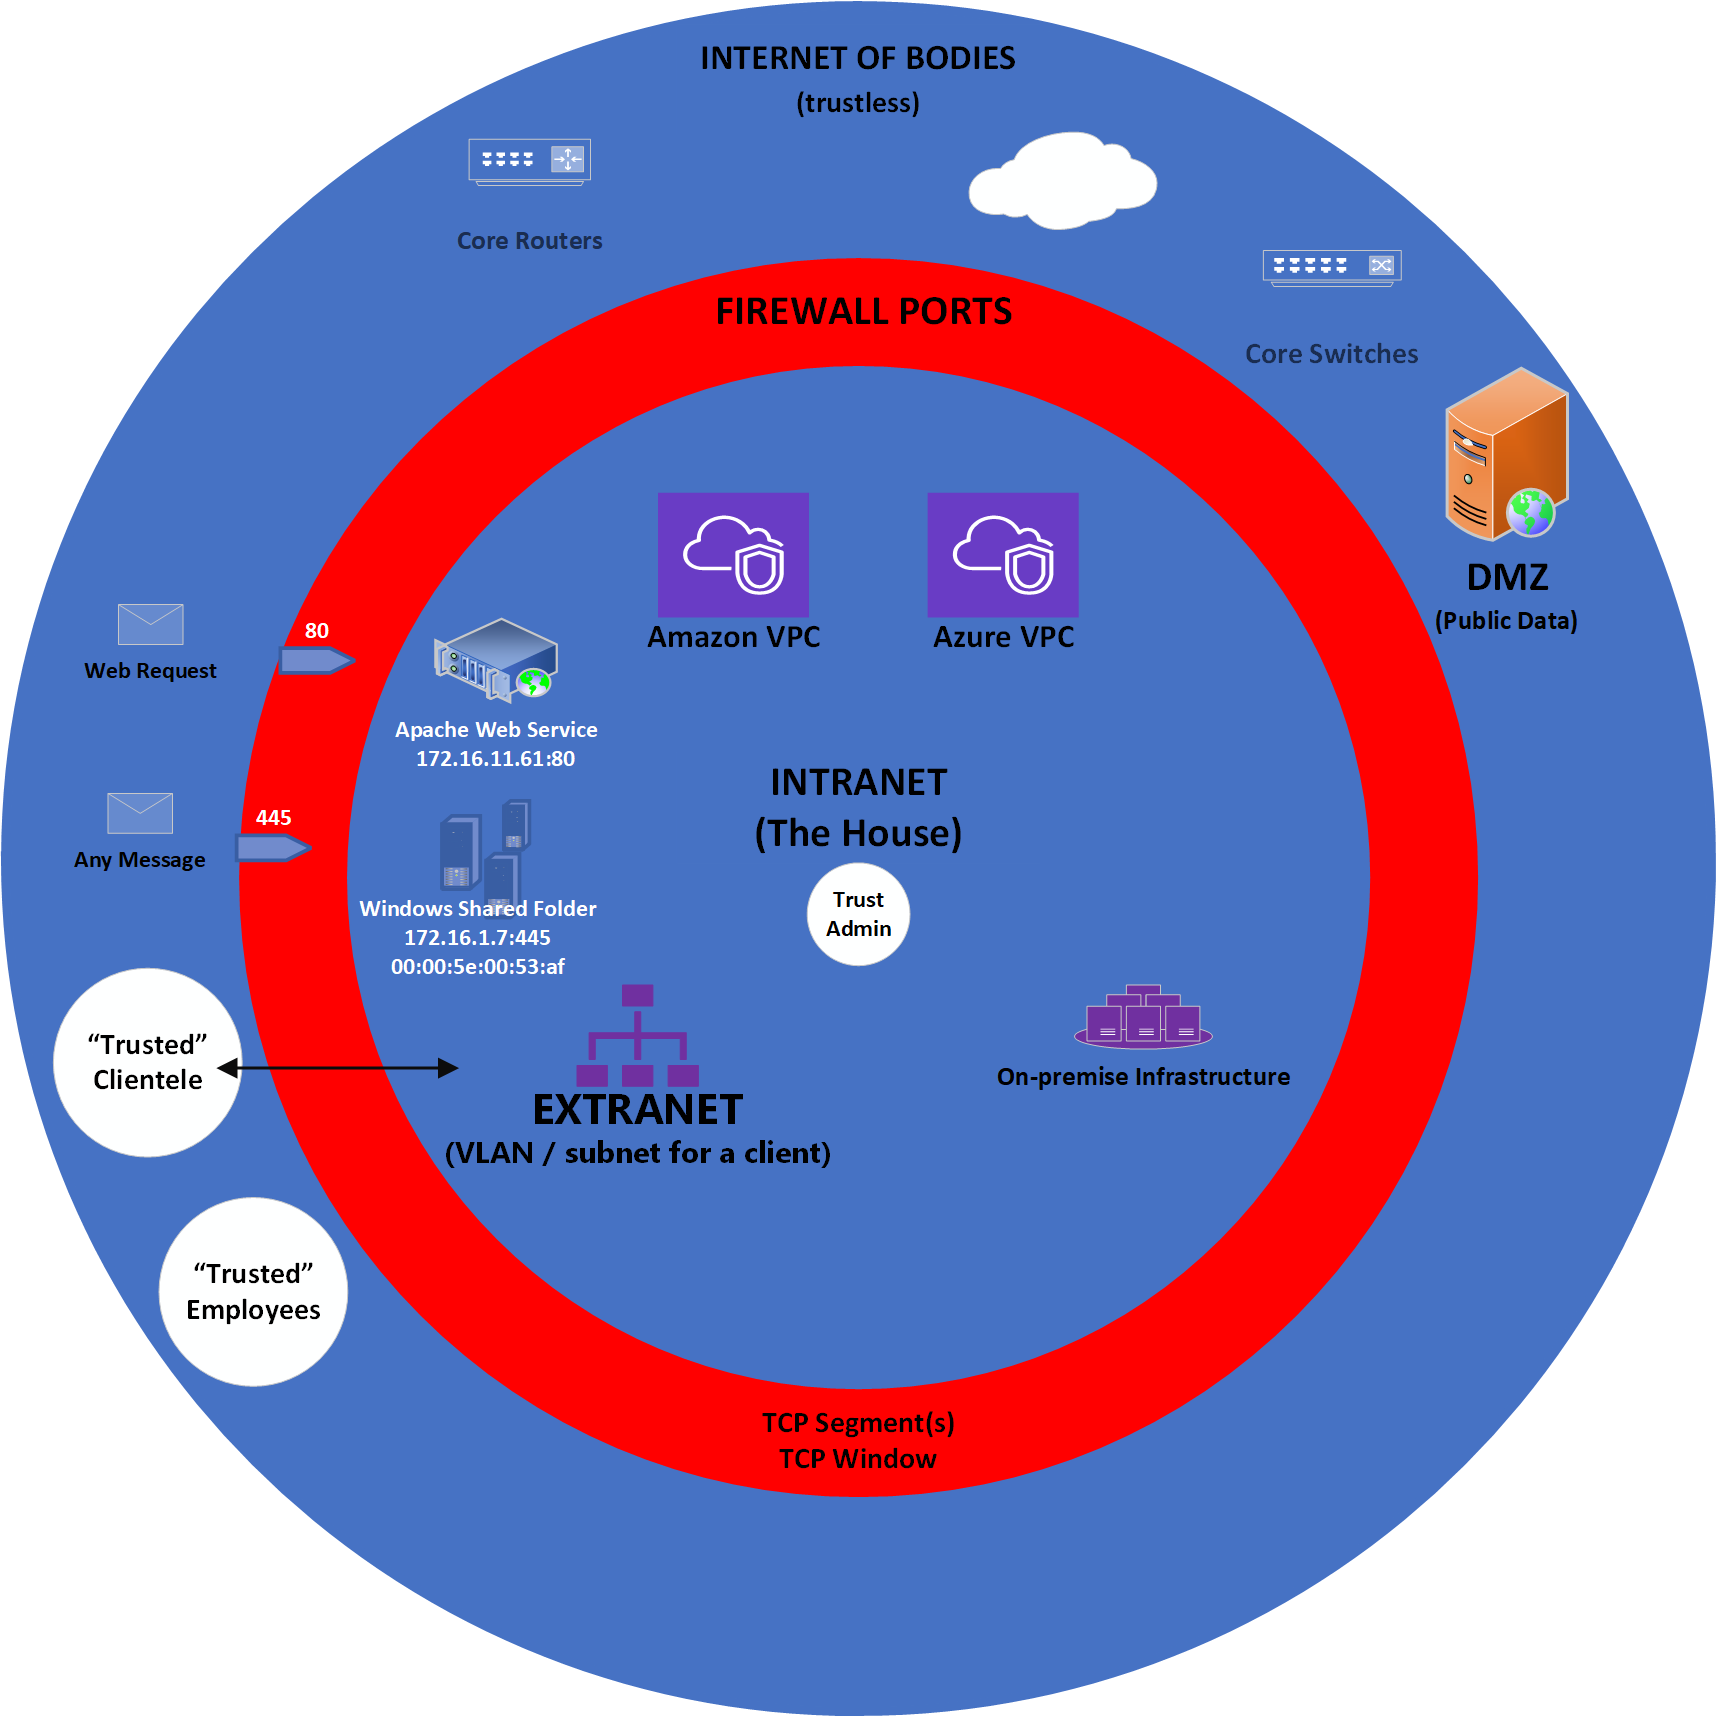 INTERNET OF BODIES
(trustless)
Core Routers
Core Switches
FIREWALL PORTS
DMZ
(Public Data)
Amazon VPC
Azure VPC
Web Request
80
Apache Web Service
172.16.11.61:80
INTRANET
(The House)
Trust
Admin
Any Message
445
Windows Shared Folder
172.16.1.7:445
00:00:5e:00:53:af
“Trusted”
Clientele
EXTRANET
(VLAN / subnet for a client)
On-premise Infrastructure
“Trusted”
Employees
TCP Segment(s)
TCP Window